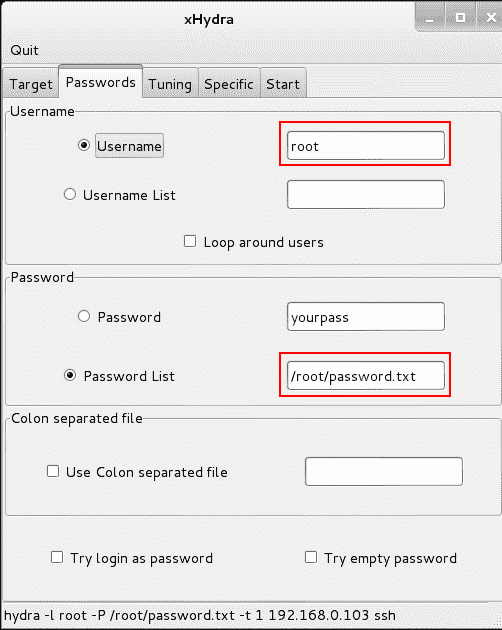 xHydra
Quit
Target Passwords Tuning Specific Start
Username
Username root
Username List
Loop around users
Password
Password yourpass
Password List /root/password.txt
Colon separated file
Use Colon separated file
Try login as password Try empty password
hydra -l root -P /root/password.txt -t 1 192.168.0.103 ssh